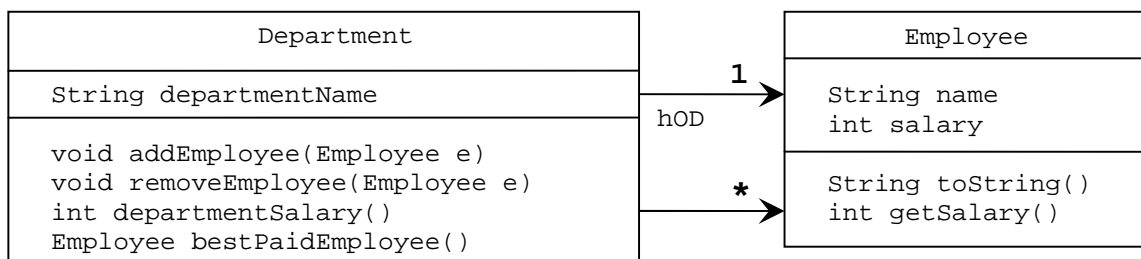 Department
String departmentName
void addEmployee(Employee e)
void removeEmployee(Employee e)
int departmentSalary()
Employee bestPaidEmployee()
1
hOD
*
Employee
String name
int salary
String toString()
int getSalary()